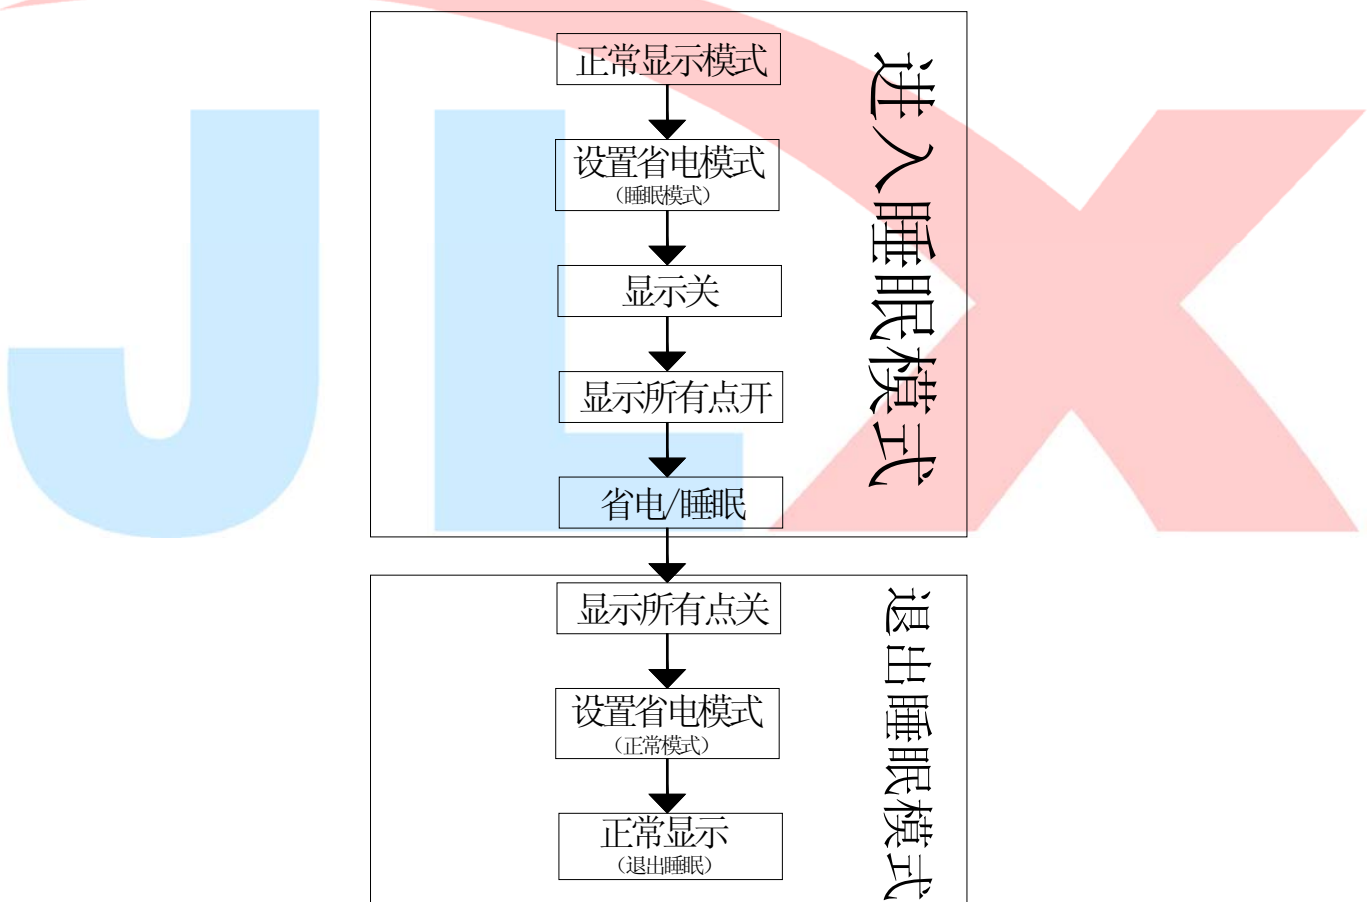 正常显示模式
设置省电模式
（睡眠模式）
显示关
显示所有点开
省电/睡眠
进入睡眠模式
显示所有点关
设置省电模式
（正常模式）
正常显示
（退出睡眠）
退出睡眠模式
JLX